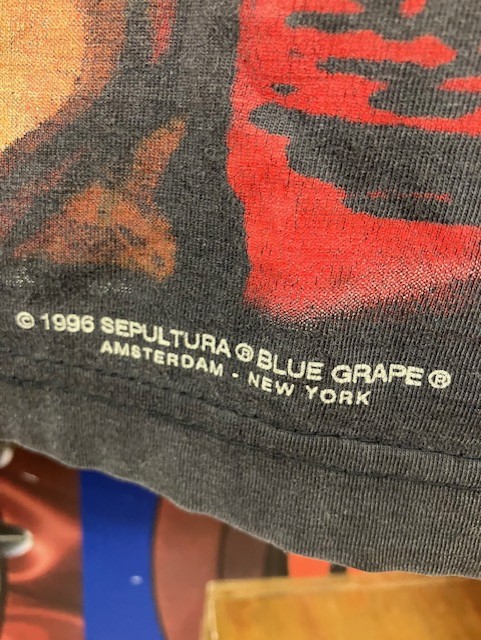 © 1996 SEPULTURA ® BLUE GRAPE ®
AMSTERDAM - NEW YORK